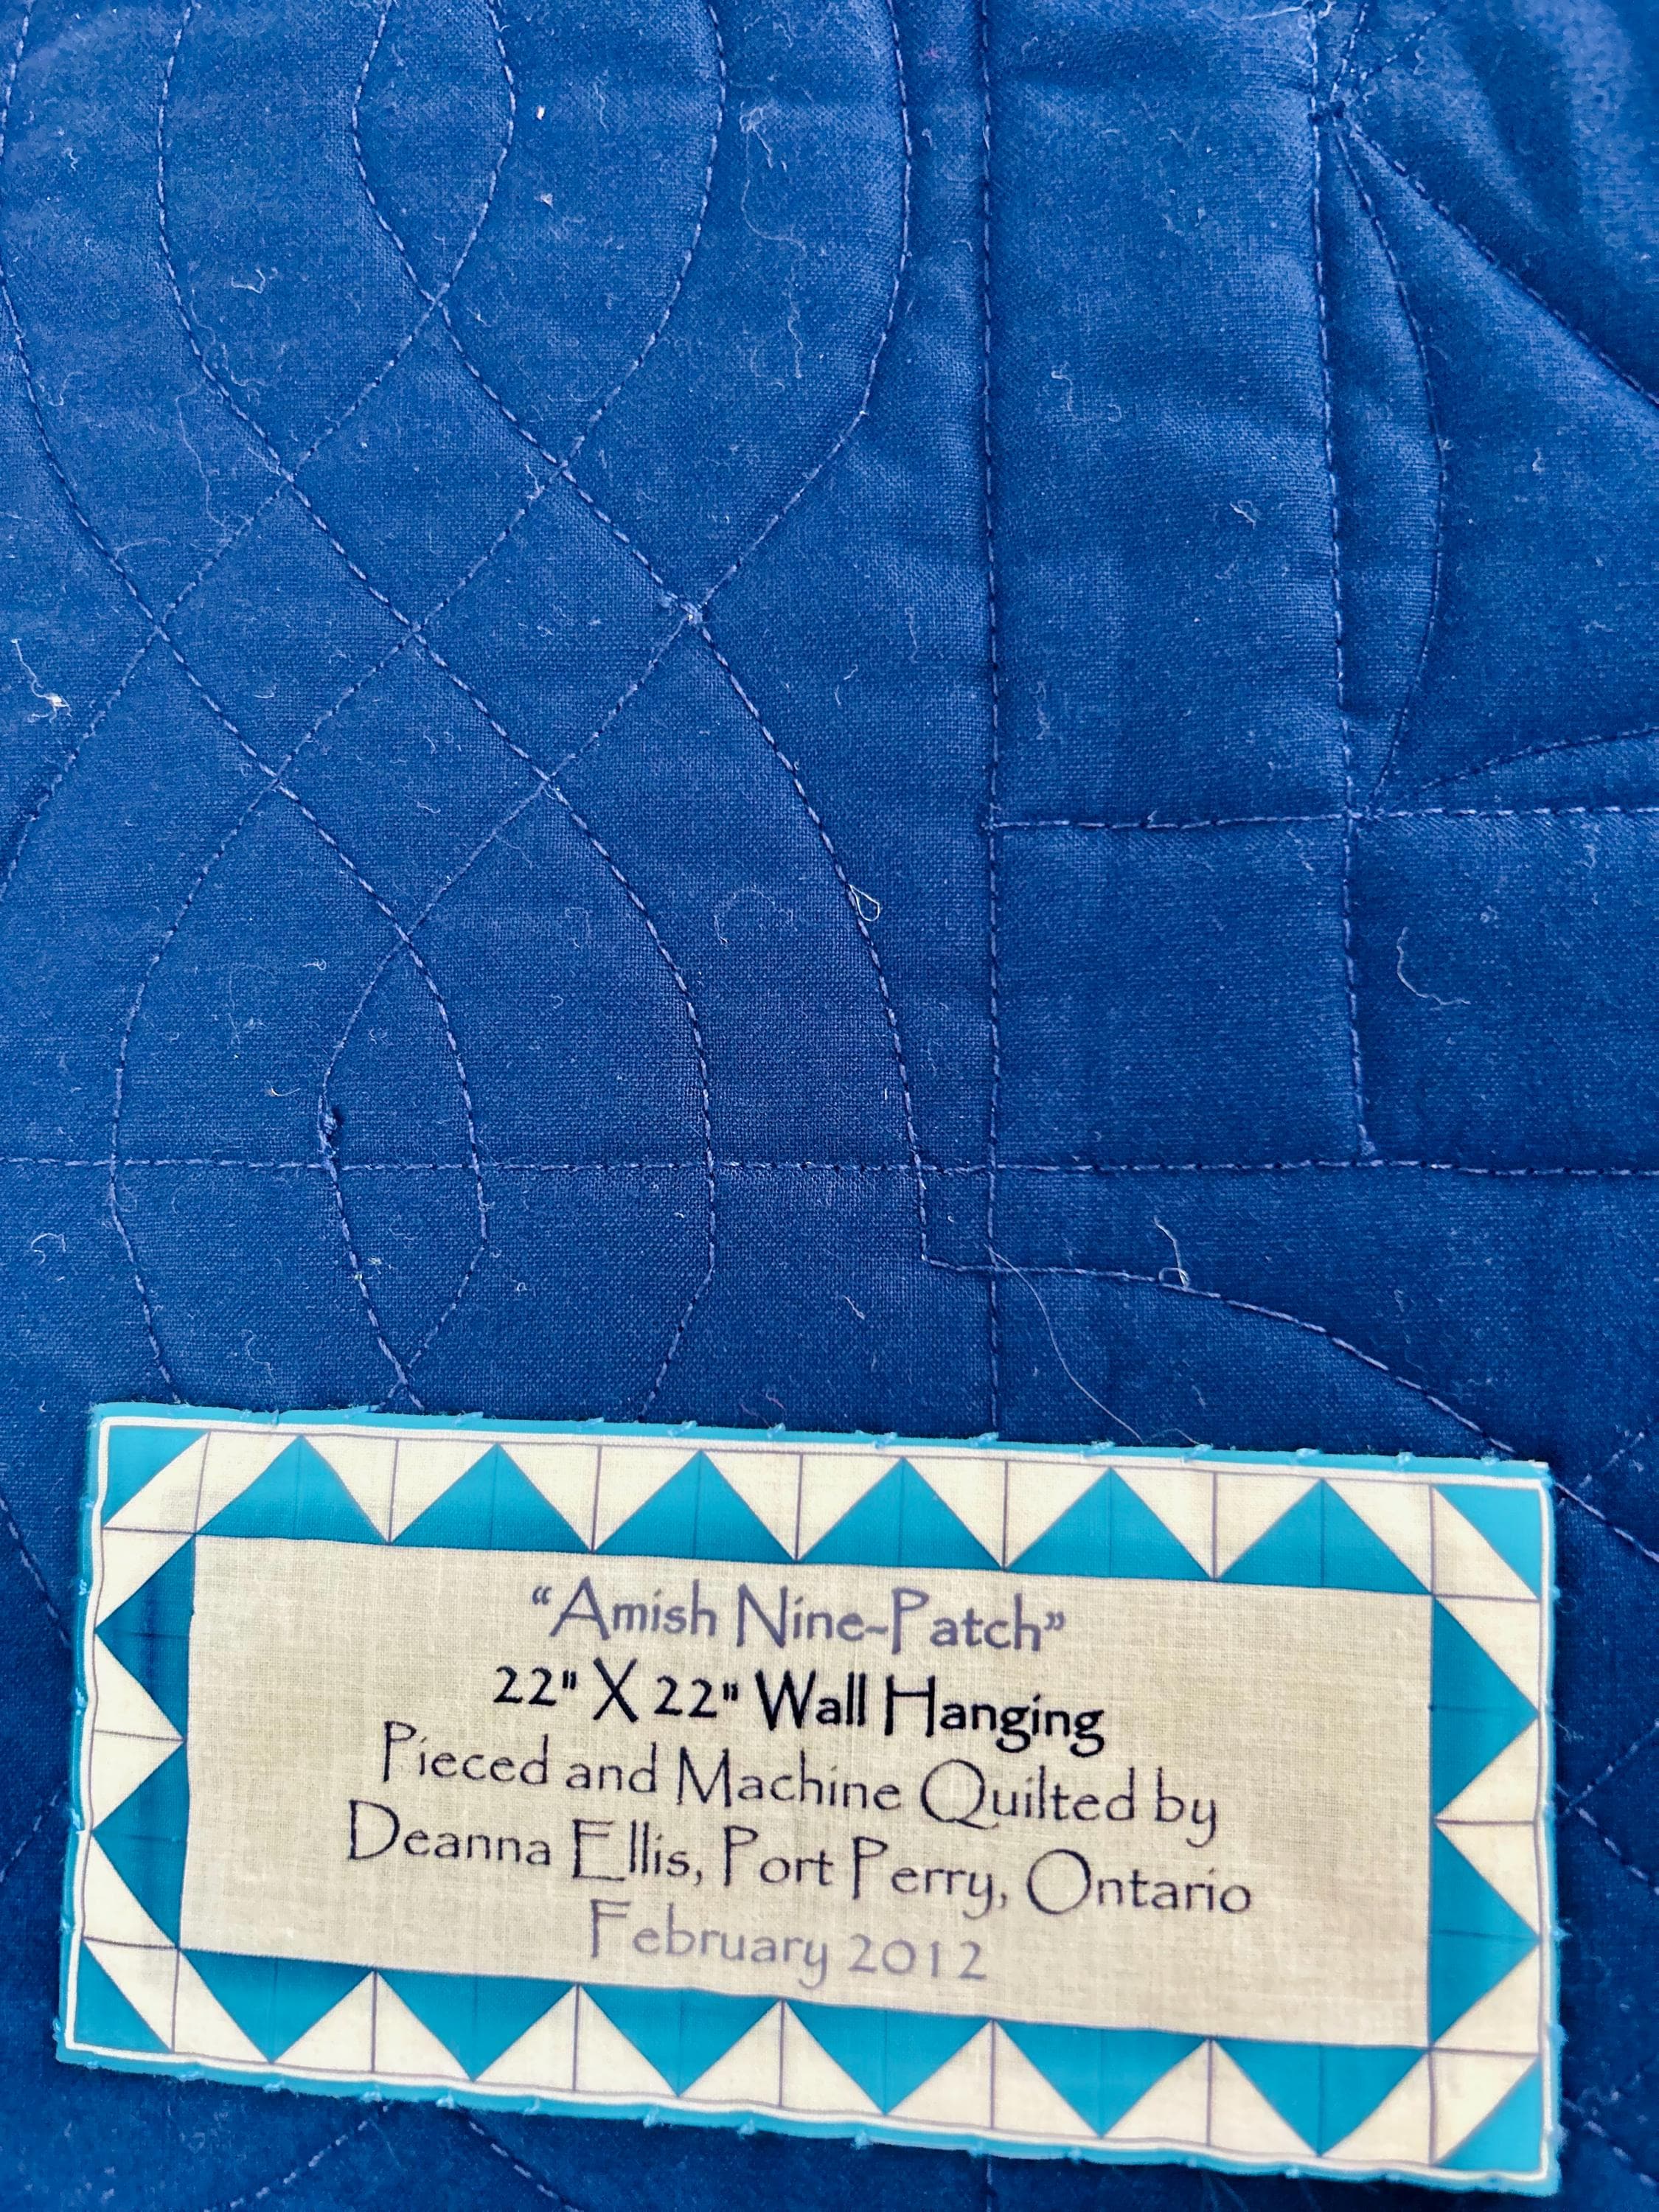 “Amish Nine-Patch”
22" X 22" Wall Hanging
Pieced and Machine Quilted by
Deanna Ellis, Port Perry, Ontario
February 2012